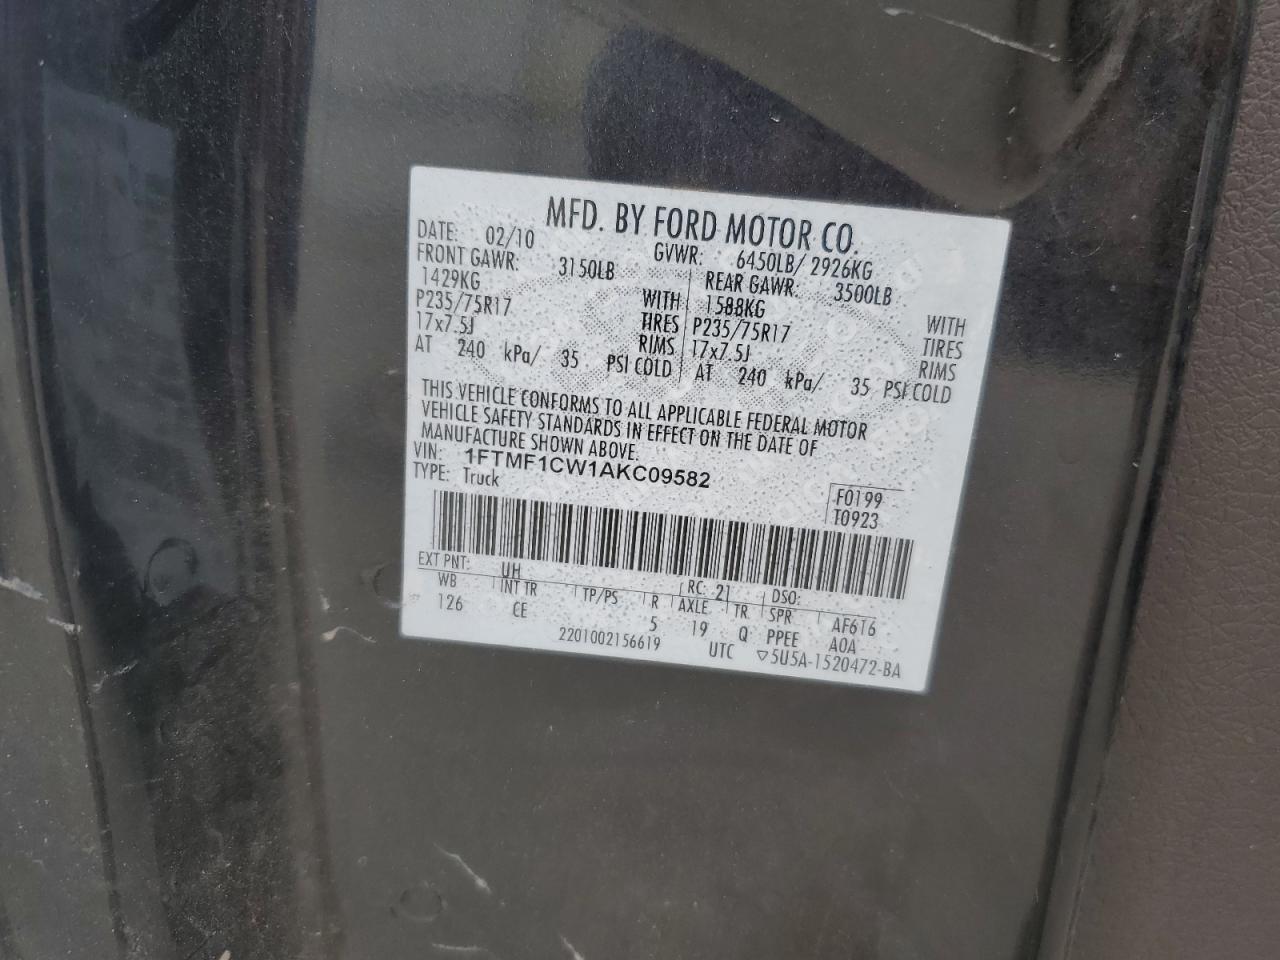 MFD. BY FORD MOTOR CO.
DATE: 02/10 GVWR: 6450LB/ 2926KG
FRONT GAWR: 3150LB REAR GAWR: 3500LB
1429KG WITH 1588KG WITH
P235/75R17 TIRES P235/75R17 TIRES
17x7.5J RIMS 17x7.5J RIMS
AT 240 kPa/ 35 PSI COLD AT 240 kPa/ 35 PSI COLD
THIS VEHICLE CONFORMS TO ALL APPLICABLE FEDERAL MOTOR
VEHICLE SAFETY STANDARDS IN EFFECT ON THE DATE OF
MANUFACTURE SHOWN ABOVE.
VIN: 1FTMF1CW1AKC09582
TYPE: Truck
F0199
T0923
EXT PNT: UH RC: 21 DSO:
WB INT TR TP/PS R AXLE TR SPR AF6T6
126 CE 5 19 Q PPEE A0A
2201002156619 UTC ▽5U5A-1520472-BA